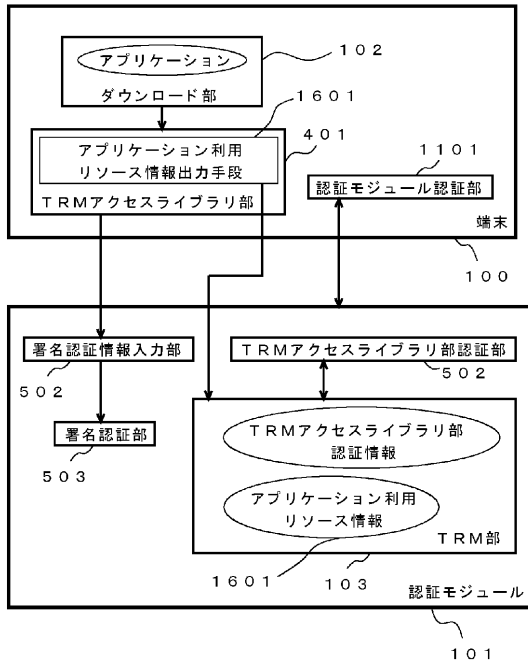 アプリケーション
１０２
ダウンロード部
１６０１
アプリケーション利用
リソース情報出力手段
４０１
ＴＲＭアクセスライブラリ部
１１０１
認証モジュール認証部
端末
１００
署名認証情報入力部
５０２
ＴＲＭアクセスライブラリ部認証部
５０２
署名認証部
５０３
ＴＲＭアクセスライブラリ部
認証情報
アプリケーション利用
リソース情報
ＴＲＭ部
１６０１
１０３
認証モジュール
１０１